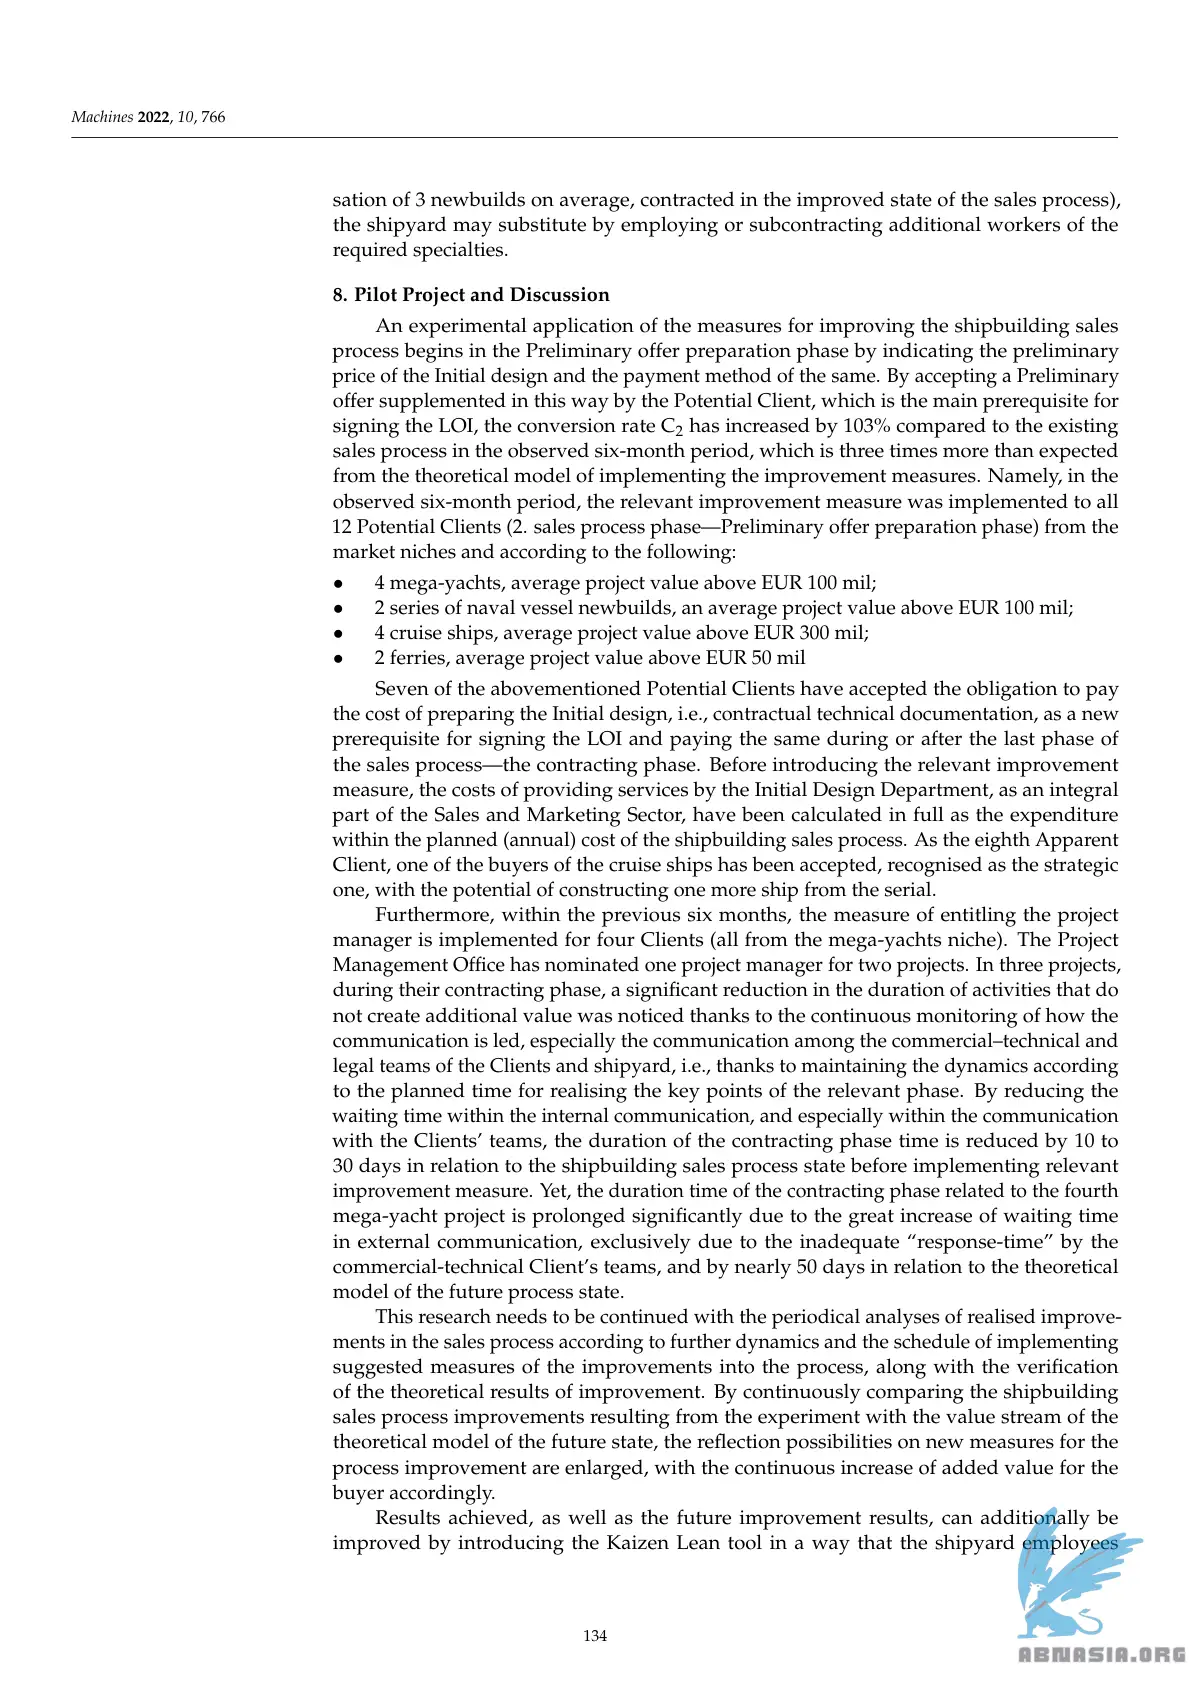 Machines 2022, 10, 766
sation of 3 newbuilds on average, contracted in the improved state of the sales process),
the shipyard may substitute by employing or subcontracting additional workers of the
required specialties.
8. Pilot Project and Discussion
An experimental application of the measures for improving the shipbuilding sales
process begins in the Preliminary offer preparation phase by indicating the preliminary
price of the Initial design and the payment method of the same. By accepting a Preliminary
offer supplemented in this way by the Potential Client, which is the main prerequisite for
signing the LOI, the conversion rate C2 has increased by 103% compared to the existing
sales process in the observed six-month period, which is three times more than expected
from the theoretical model of implementing the improvement measures. Namely, in the
observed six-month period, the relevant improvement measure was implemented to all
12 Potential Clients (2. sales process phase—Preliminary offer preparation phase) from the
market niches and according to the following:
● 4 mega-yachts, average project value above EUR 100 mil;
● 2 series of naval vessel newbuilds, an average project value above EUR 100 mil;
● 4 cruise ships, average project value above EUR 300 mil;
● 2 ferries, average project value above EUR 50 mil
Seven of the abovementioned Potential Clients have accepted the obligation to pay
the cost of preparing the Initial design, i.e., contractual technical documentation, as a new
prerequisite for signing the LOI and paying the same during or after the last phase of
the sales process—the contracting phase. Before introducing the relevant improvement
measure, the costs of providing services by the Initial Design Department, as an integral
part of the Sales and Marketing Sector, have been calculated in full as the expenditure
within the planned (annual) cost of the shipbuilding sales process. As the eighth Apparent
Client, one of the buyers of the cruise ships has been accepted, recognised as the strategic
one, with the potential of constructing one more ship from the serial.
Furthermore, within the previous six months, the measure of entitling the project
manager is implemented for four Clients (all from the mega-yachts niche). The Project
Management Office has nominated one project manager for two projects. In three projects,
during their contracting phase, a significant reduction in the duration of activities that do
not create additional value was noticed thanks to the continuous monitoring of how the
communication is led, especially the communication among the commercial–technical and
legal teams of the Clients and shipyard, i.e., thanks to maintaining the dynamics according
to the planned time for realising the key points of the relevant phase. By reducing the
waiting time within the internal communication, and especially within the communication
with the Clients’ teams, the duration of the contracting phase time is reduced by 10 to
30 days in relation to the shipbuilding sales process state before implementing relevant
improvement measure. Yet, the duration time of the contracting phase related to the fourth
mega-yacht project is prolonged significantly due to the great increase of waiting time
in external communication, exclusively due to the inadequate “response-time” by the
commercial-technical Client’s teams, and by nearly 50 days in relation to the theoretical
model of the future process state.
This research needs to be continued with the periodical analyses of realised improve-
ments in the sales process according to further dynamics and the schedule of implementing
suggested measures of the improvements into the process, along with the verification
of the theoretical results of improvement. By continuously comparing the shipbuilding
sales process improvements resulting from the experiment with the value stream of the
theoretical model of the future state, the reflection possibilities on new measures for the
process improvement are enlarged, with the continuous increase of added value for the
buyer accordingly.
Results achieved, as well as the future improvement results, can additionally be
improved by introducing the Kaizen Lean tool in a way that the shipyard employees
134
ABNASIA.ORG